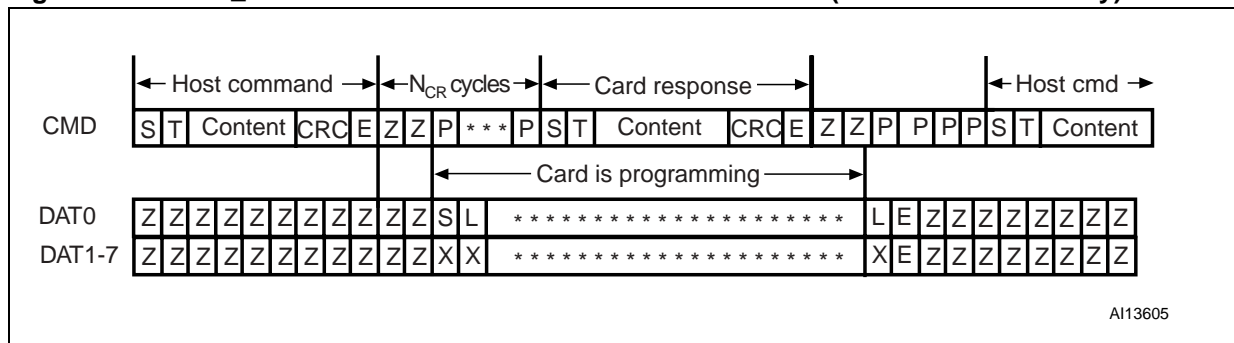 Host command N_CR cycles Card response Host cmd
CMD S T Content CRC E Z Z P * * * P S T Content CRC E Z Z P P P P S T Content
Card is programming
DAT0 Z Z Z Z Z Z Z Z Z Z Z Z S L * * * * * * * * * * * * * * * * * * * * * L E Z Z Z Z Z Z Z Z
DAT1-7 Z Z Z Z Z Z Z Z Z Z Z Z X X * * * * * * * * * * * * * * * * * * * * * X E Z Z Z Z Z Z Z Z
AI13605